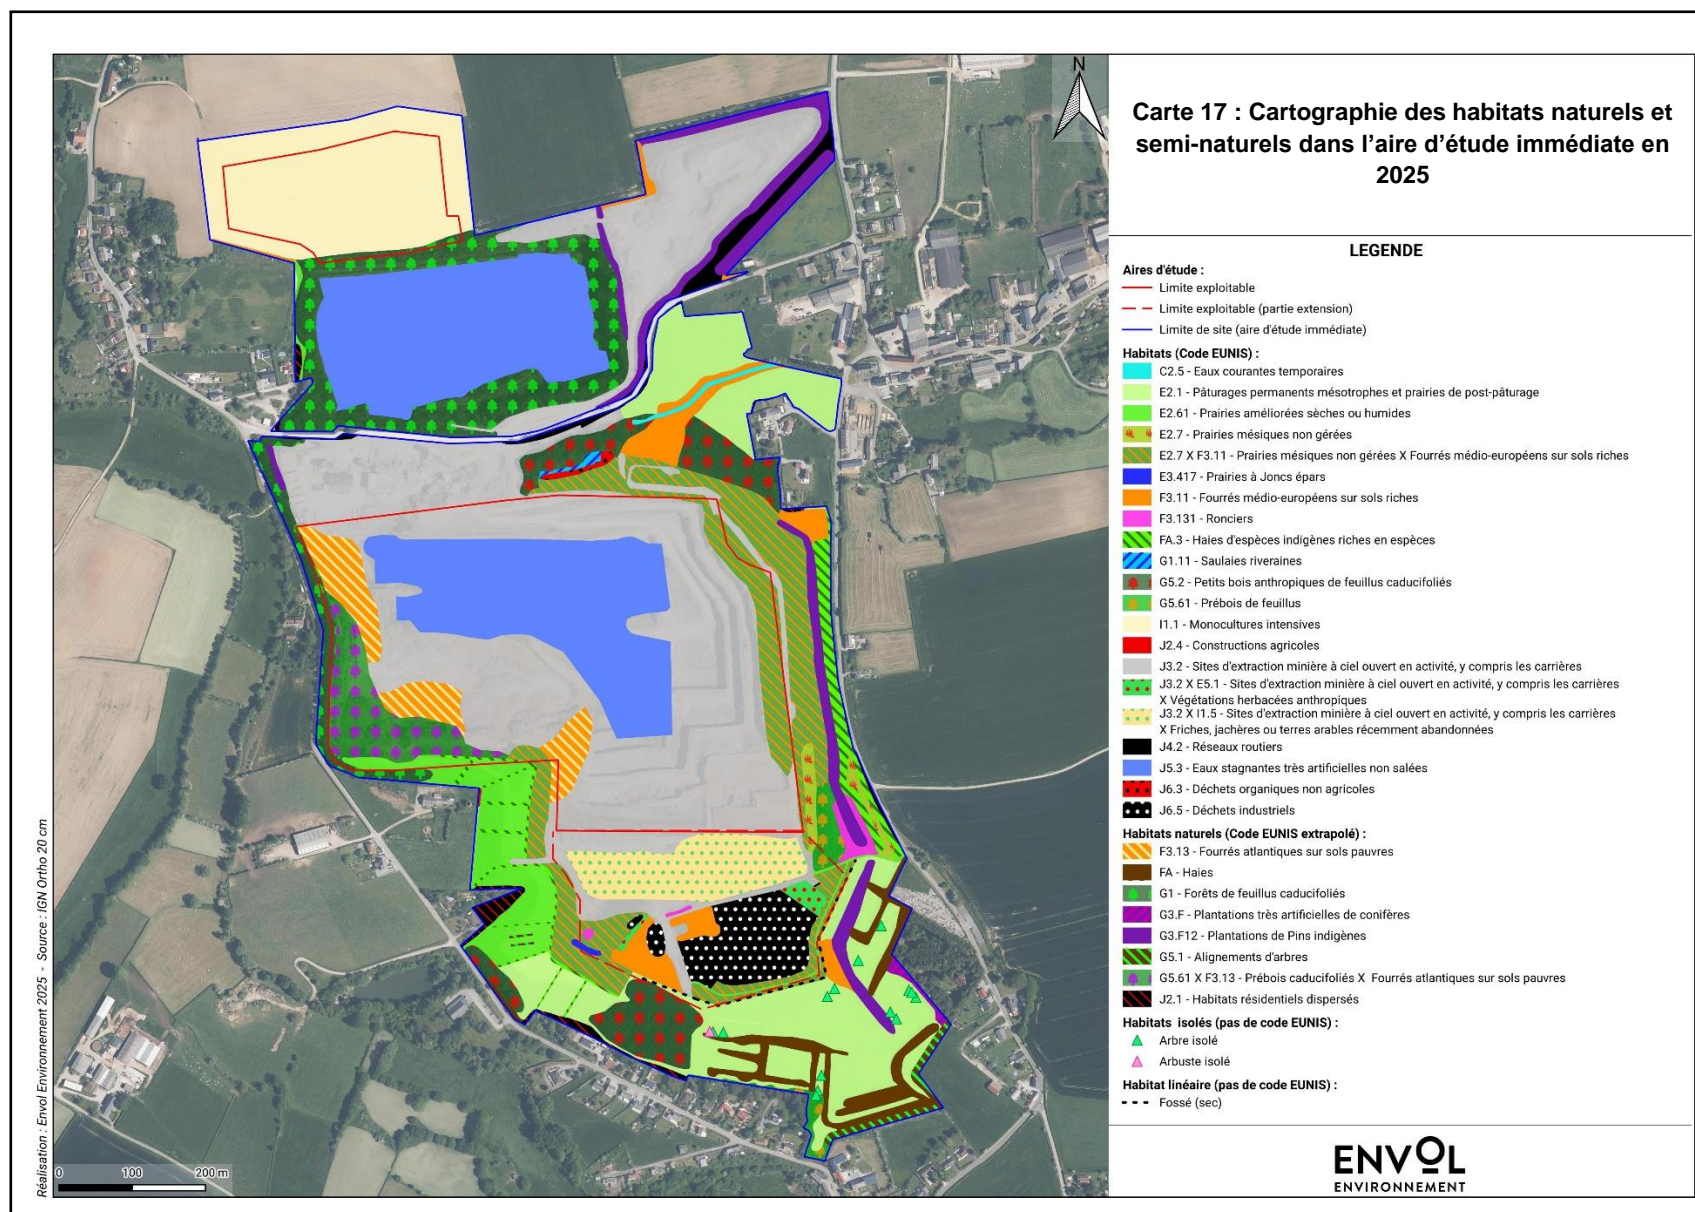 N
Carte 17 : Cartographie des habitats naturels et
semi-naturels dans l'aire d'étude immédiate en
2025
LEGENDE
Aires d'étude :
Limite exploitable
Limite exploitable (partie extension)
Limite de site (aire d'étude immédiate)
Habitats (Code EUNIS) :
C2.5 - Eaux courantes temporaires
E2.1 - Pâturages permanents mésotrophes et prairies de post-pâturage
E2.61 - Prairies améliorées sèches ou humides
E2.7 - Prairies mésiques non gérées
E2.7 X F3.11 - Prairies mésiques non gérées X Fourrés médio-européens sur sols riches
E3.417 - Prairies à Joncs épars
F3.11 - Fourrés médio-européens sur sols riches
F3.131 - Ronciers
FA.3 - Haies d'espèces indigènes riches en espèces
G1.11 - Saulaies riveraines
G5.2 - Petits bois anthropiques de feuillus caducifoliés
G5.61 - Prébois de feuillus
I1.1 - Monocultures intensives
J2.4 - Constructions agricoles
J3.2 - Sites d'extraction minière à ciel ouvert en activité, y compris les carrières
J3.2 X E5.1 - Sites d'extraction minière à ciel ouvert en activité, y compris les carrières
X Végétations herbacées anthropiques
J3.2 X I1.5 - Sites d'extraction minière à ciel ouvert en activité, y compris les carrières
X Friches, jachères ou terres arables récemment abandonnées
J4.2 - Réseaux routiers
J5.3 - Eaux stagnantes très artificielles non salées
J6.3 - Déchets organiques non agricoles
J6.5 - Déchets industriels
Habitats naturels (Code EUNIS extrapolé) :
F3.13 - Fourrés atlantiques sur sols pauvres
FA - Haies
G1 - Forêts de feuillus caducifoliés
G3.F - Plantations très artificielles de conifères
G3.F12 - Plantations de Pins indigènes
G5.1 - Alignements d'arbres
G5.61 X F3.13 - Prébois caducifoliés X Fourrés atlantiques sur sols pauvres
J2.1 - Habitats résidentiels dispersés
Habitats isolés (pas de code EUNIS) :
Arbre isolé
Arbuste isolé
Habitat linéaire (pas de code EUNIS) :
Fossé (sec)
ENVOL
ENVIRONNEMENT
Réalisation : Envol Environnement 2025 - Source : IGN Ortho 20 cm
0 100 200 m